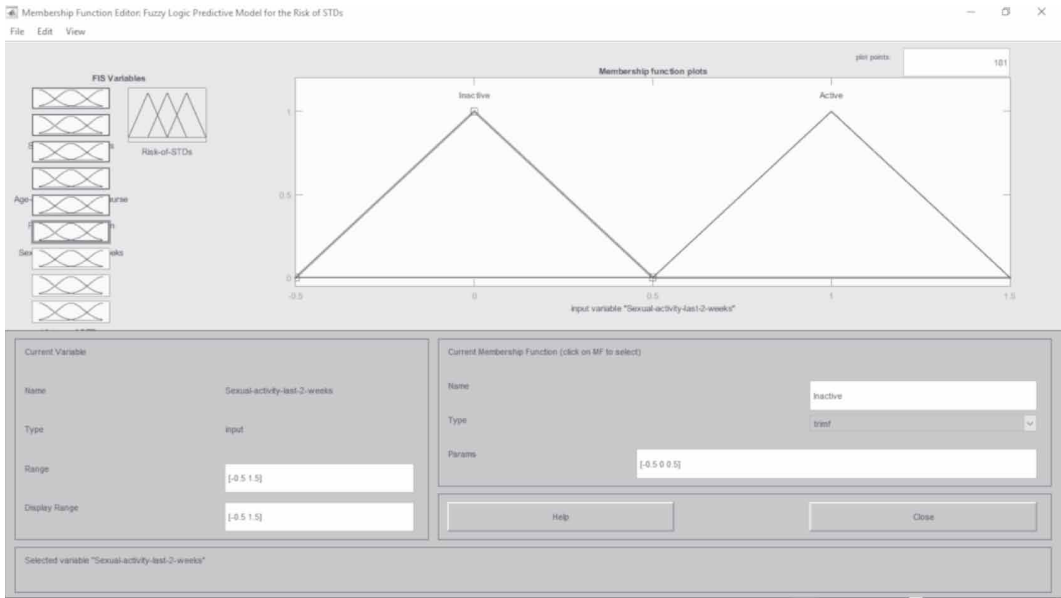 Membership Function Editor: Fuzzy Logic Predictive Model for the Risk of STDs
File Edit View
FIS Variables
Risk-of-STDs
Membership function plots
plot points:
181
Inactive
Active
1
0.5
0
-0.5
0
0.5
1
1.5
input variable "Sexual-activity-last-2-weeks"
Current Variable
Name
Sexual-activity-last-2-weeks
Type
input
Range
[-0.5 1.5]
Display Range
[-0.5 1.5]
Current Membership Function (click on MF to select)
Name
Inactive
Type
trimf
Params
[-0.5 0 0.5]
Help
Close
Selected variable "Sexual-activity-last-2-weeks"